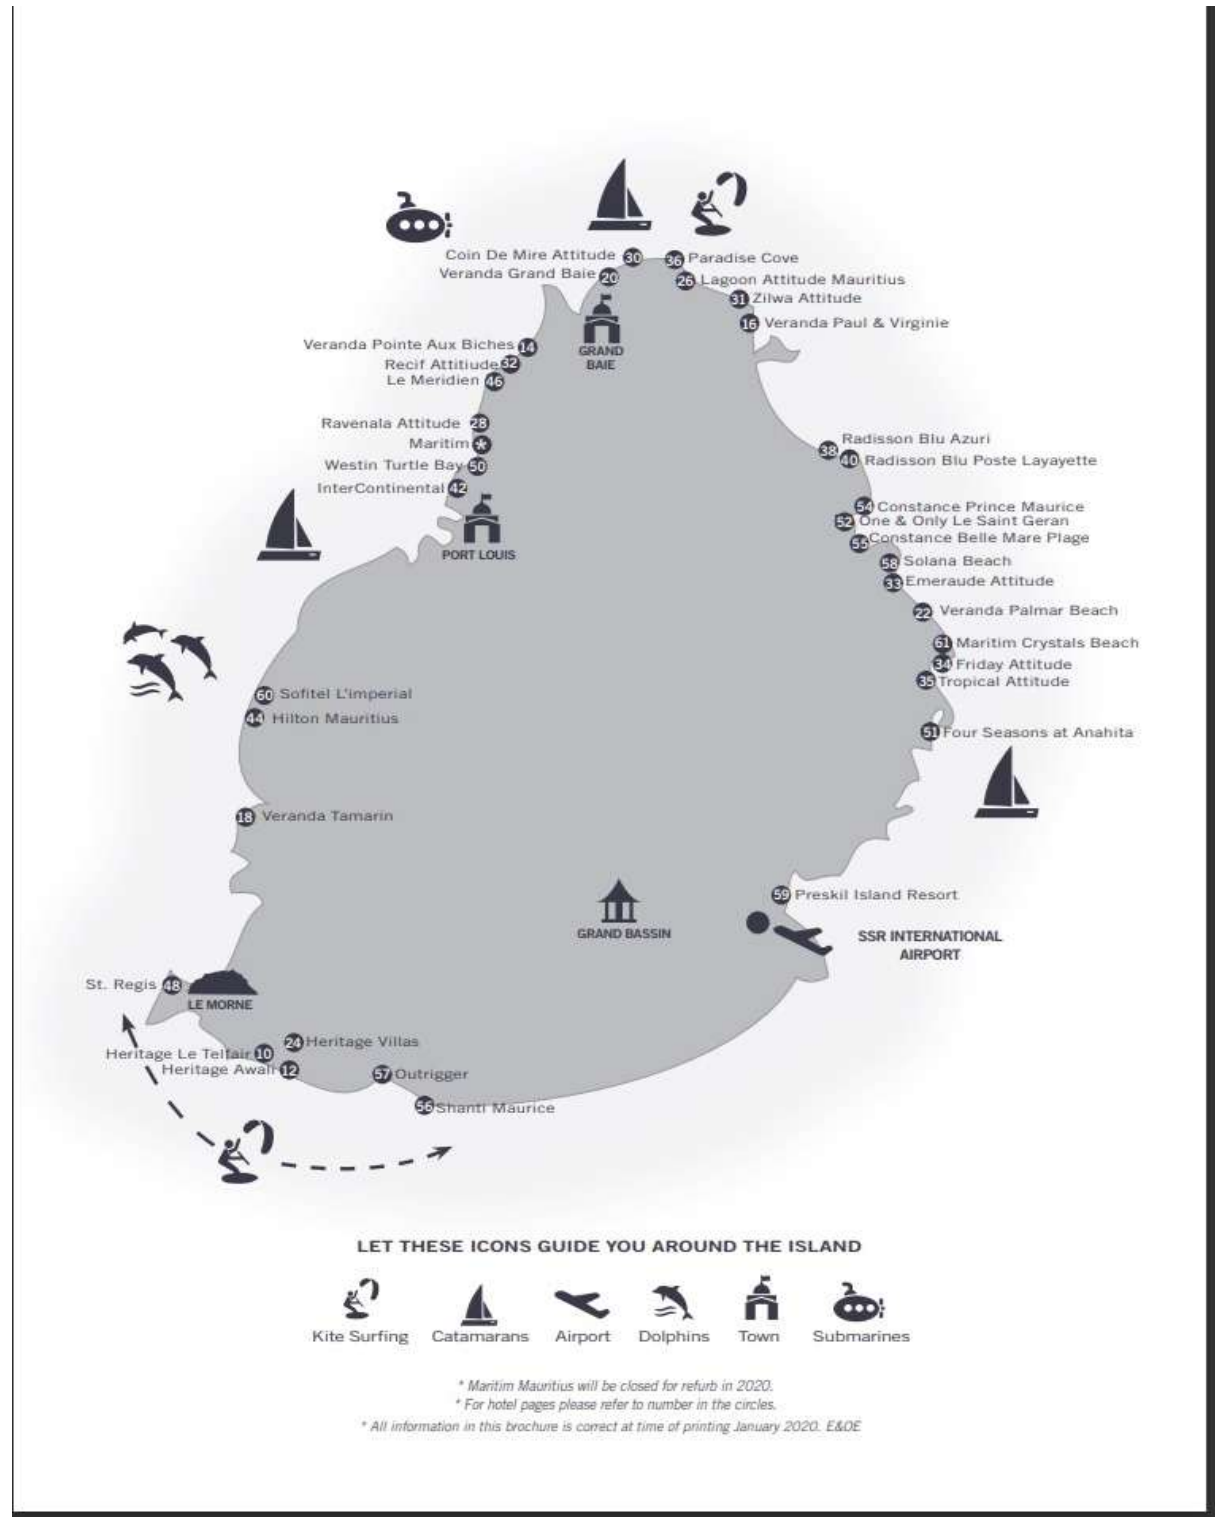 Coin De Mire Attitude 30
36 Paradise Cove
Veranda Grand Baie 20
26 Lagoon Attitude Mauritius
31 Zilwa Attitude
16 Veranda Paul & Virginie
GRAND
BAIE
Veranda Pointe Aux Biches 14
Recif Attitiude 32
Le Meridien 46
Ravenala Attitude 28
Maritim *
Westin Turtle Bay 50
InterContinental 42
PORT LOUIS
38 Radisson Blu Azuri
40 Radisson Blu Poste Layayette
54 Constance Prince Maurice
52 One & Only Le Saint Geran
55 Constance Belle Mare Plage
58 Solana Beach
33 Emeraude Attitude
22 Veranda Palmar Beach
61 Maritim Crystals Beach
34 Friday Attitude
35 Tropical Attitude
51 Four Seasons at Anahita
60 Sofitel L'imperial
44 Hilton Mauritius
18 Veranda Tamarin
59 Preskil Island Resort
GRAND BASSIN
SSR INTERNATIONAL
AIRPORT
St. Regis 48
LE MORNE
24 Heritage Villas
Heritage Le Telfair 10
Heritage Awali 12
57 Outrigger
56 Shanti Maurice
LET THESE ICONS GUIDE YOU AROUND THE ISLAND
Kite Surfing Catamarans Airport Dolphins Town Submarines
* Maritim Mauritius will be closed for refurb in 2020.
* For hotel pages please refer to number in the circles.
* All information in this brochure is correct at time of printing January 2020. E&OE